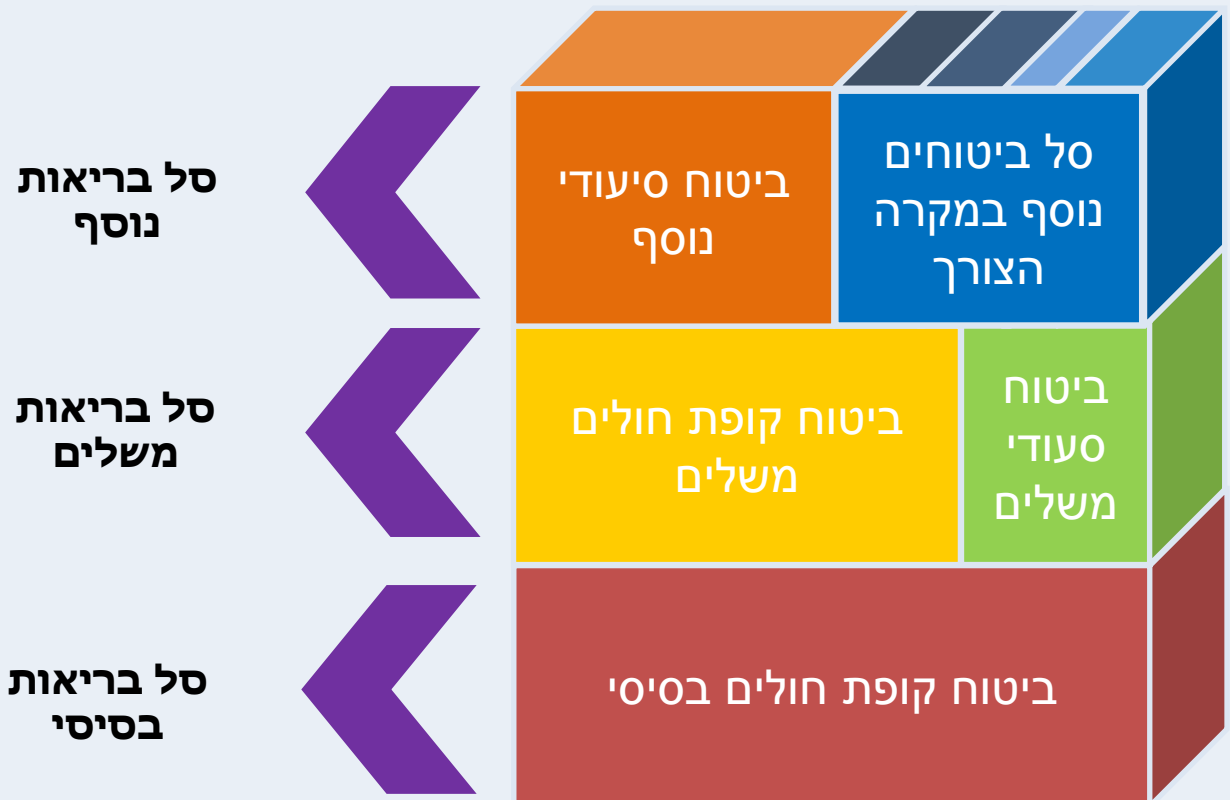 סל ביטוחים
נוסף במקרה
הצורך
ביטוח סיעודי
נוסף
סל בריאות
נוסף
ביטוח
סעודי
משלים
ביטוח קופת חולים
משלים
סל בריאות
משלים
ביטוח קופת חולים בסיסי
סל בריאות
בסיסי